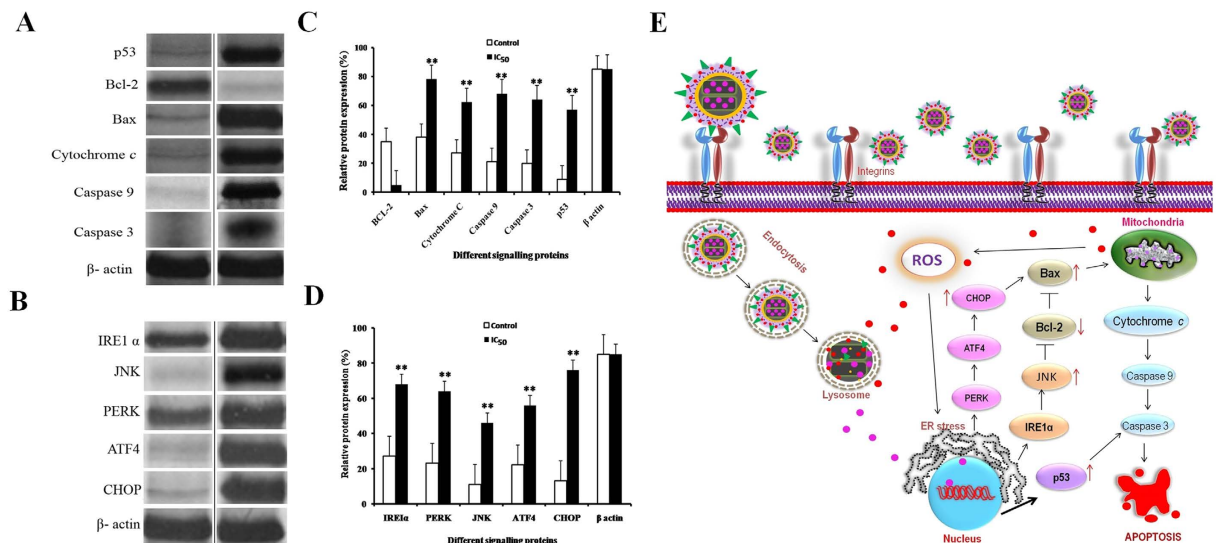 A
p53
Bcl-2
Bax
Cytochrome c
Caspase 9
Caspase 3
β- actin
B
IRE1 α
JNK
PERK
ATF4
CHOP
β- actin
C
Control
IC50
Relative protein expression (%)
100
80
60
40
20
0
** ** ** ** **
BCL-2 Bax Cytochrome C Caspase 9 Caspase 3 p53 β actin
Different signalling proteins
D
Control
IC50
Relative protein expression (%)
100
80
60
40
20
0
** ** ** ** **
IREIα PERK JNK ATF4 CHOP β actin
Different signalling proteins
E
Integrins
Endocytosis
Lysosome
ROS
Mitochondria
Bax
CHOP
Bcl-2
Cytochrome c
ATF4
JNK
Caspase 9
PERK
ER stress
IRE1α
Caspase 3
p53
Nucleus
APOPTOSIS